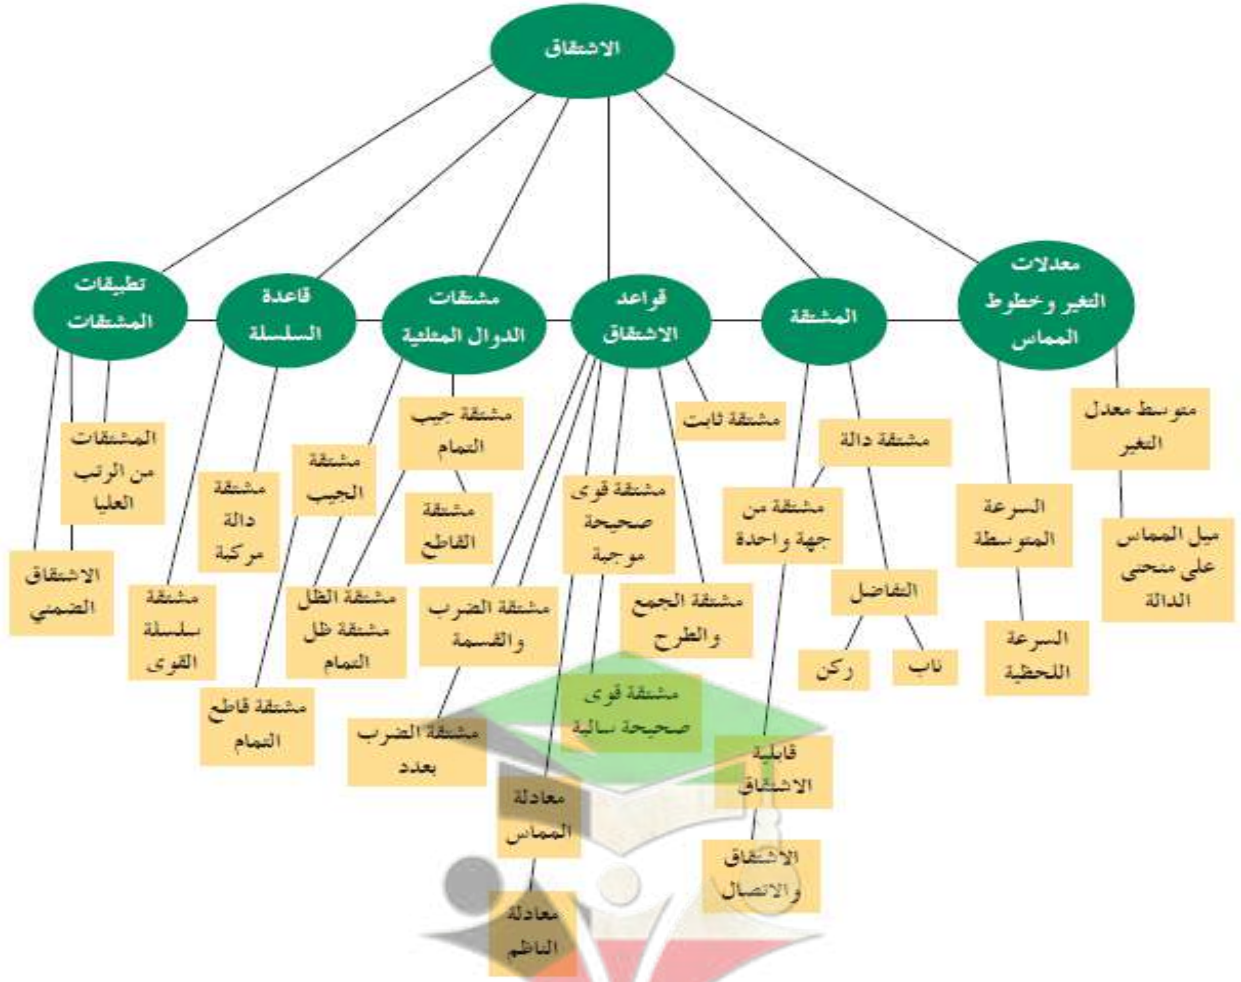 الاشتقاق
معدلات
التغير وخطوط
المماس
المشتقة
قواعد
الاشتقاق
مشتقات
الدوال المثلثية
قاعدة
السلسلة
تطبيقات
المشتقات
متوسط معدل
التغير
ميل المماس
على منحنى
الدالة
السرعة
المتوسطة
السرعة
اللحظية
مشتقة دالة
مشتقة من
جهة واحدة
التفاضل
ناب
ركن
قابلية
الاشتقاق
الاشتقاق
والاتصال
مشتقة ثابت
مشتقة الجمع
والطرح
مشتقة قوى
صحيحة
موجبة
مشتقة قوى
صحيحة سالبة
معادلة
المماس
معادلة
الناظم
مشتقة الضرب
والقسمة
مشتقة الضرب
بعدد
مشتقة جيب
التمام
مشتقة
القاطع
مشتقة
الجيب
مشتقة الظل
مشتقة ظل
التمام
مشتقة قاطع
التمام
مشتقة
دالة
مركبة
مشتقة
سلسلة
القوى
المشتقات
من الرتب
العليا
الاشتقاق
الضمني